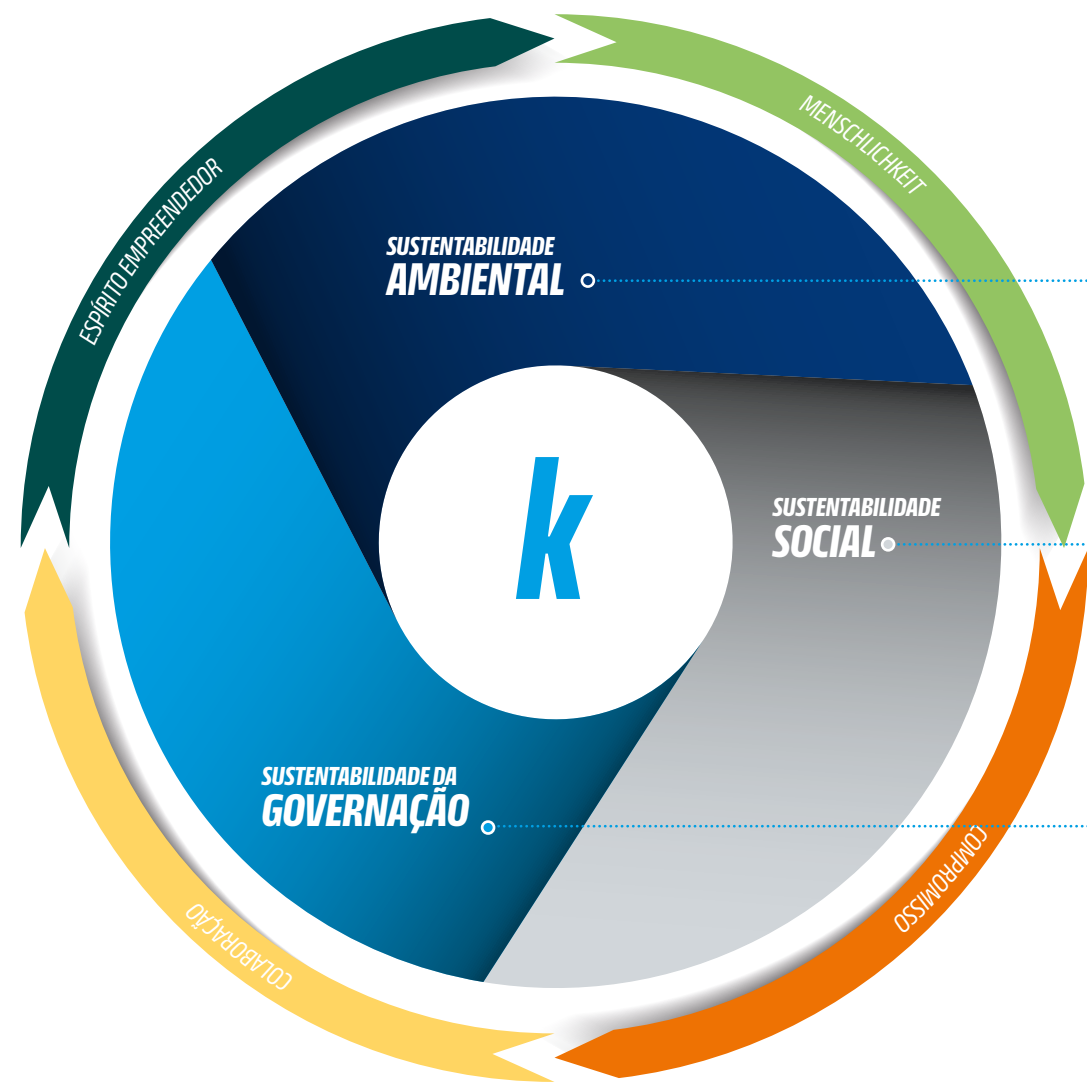 ESPÍRITO EMPREENDEDOR
MENSCHLICHKEIT
SUSTENTABILIDADE
AMBIENTAL
k
SUSTENTABILIDADE
SOCIAL
SUSTENTABILIDADE DA
GOVERNAÇÃO
COLABORAÇÃO
COMPROMISSO